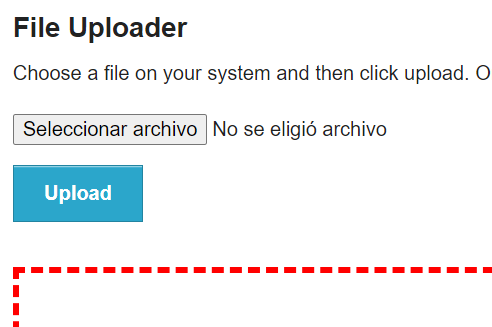 File Uploader
Choose a file on your system and then click upload. O
Seleccionar archivo No se eligió archivo
Upload